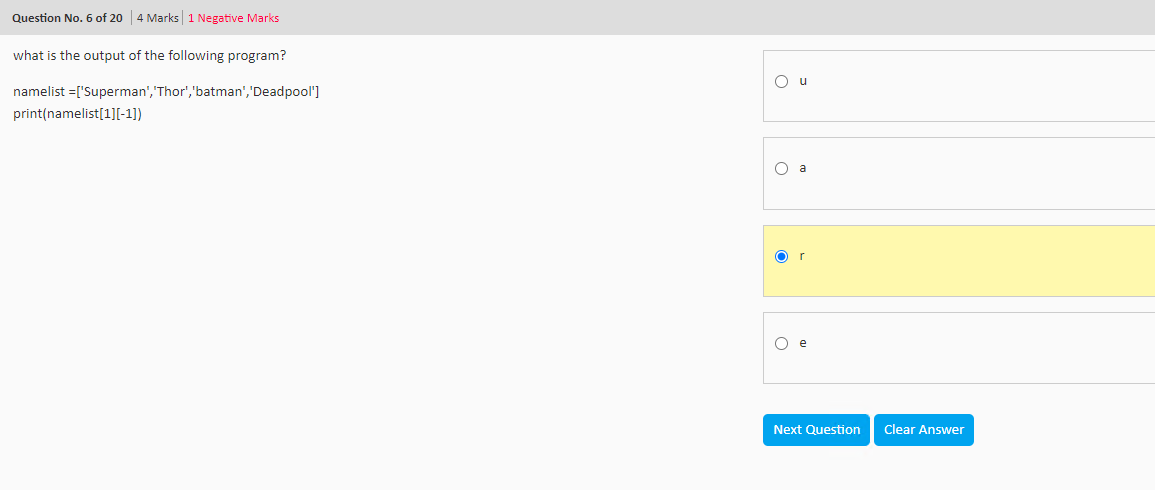 Question No. 6 of 20 4 Marks 1 Negative Marks
what is the output of the following program?
namelist =['Superman','Thor','batman','Deadpool']
print(namelist[1][-1])
u
a
r
e
Next Question Clear Answer